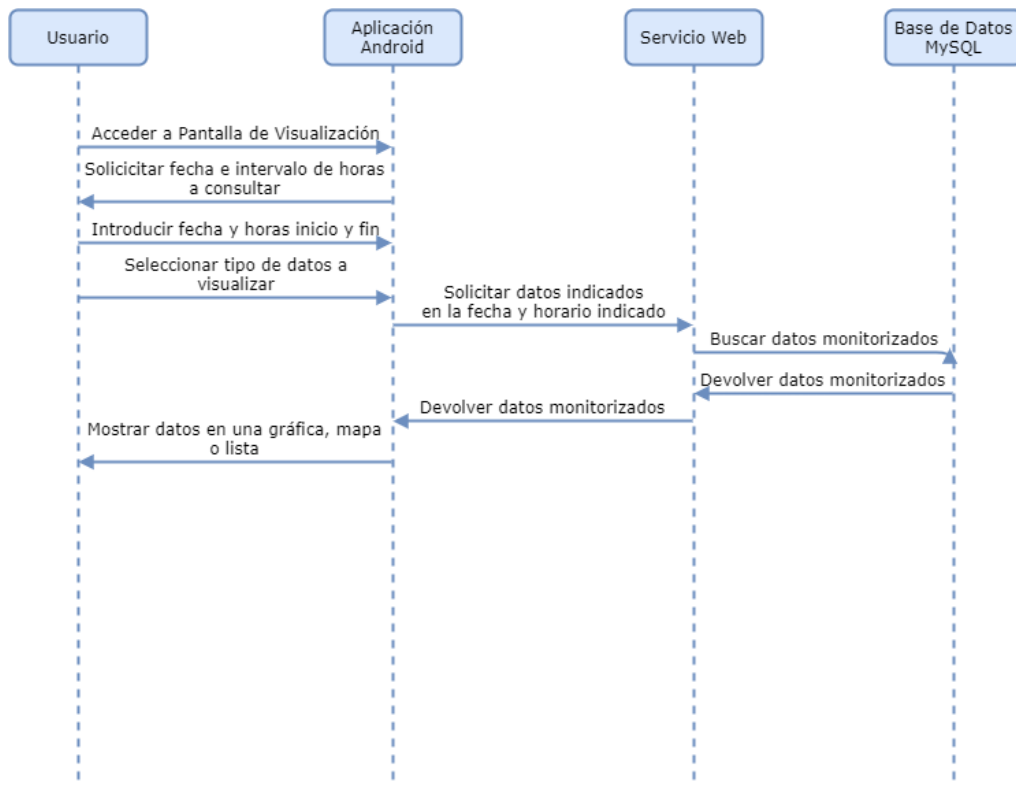 Usuario
Aplicación
Android
Servicio Web
Base de Datos
MySQL
Acceder a Pantalla de Visualización
Solicicitar fecha e intervalo de horas
a consultar
Introducir fecha y horas inicio y fin
Seleccionar tipo de datos a
visualizar
Solicitar datos indicados
en la fecha y horario indicado
Buscar datos monitorizados
Devolver datos monitorizados
Devolver datos monitorizados
Mostrar datos en una gráfica, mapa
o lista